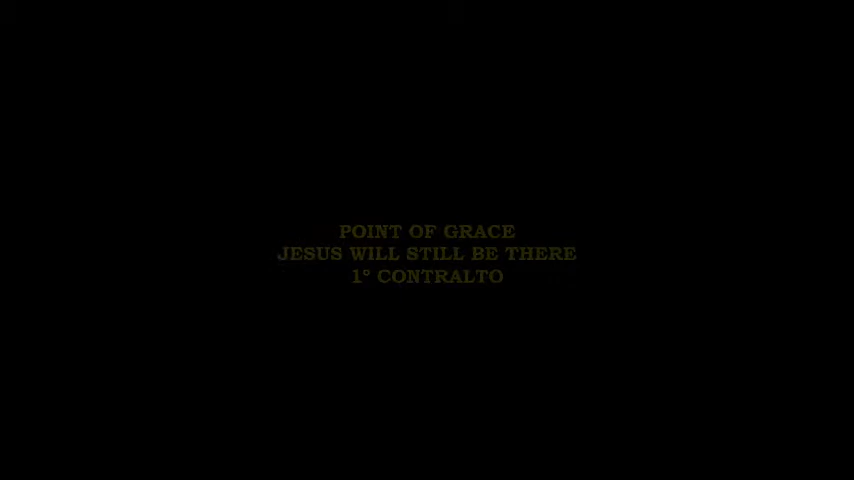 POINT OF GRACE
JESUS WILL STILL BE THERE
1° CONTRALTO